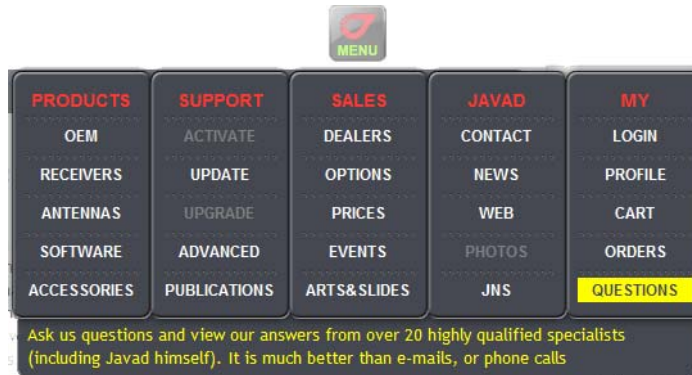 MENU
PRODUCTS SUPPORT SALES JAVAD MY
OEM ACTIVATE DEALERS CONTACT LOGIN
RECEIVERS UPDATE OPTIONS NEWS PROFILE
ANTENNAS UPGRADE PRICES WEB CART
SOFTWARE ADVANCED EVENTS PHOTOS ORDERS
ACCESSORIES PUBLICATIONS ARTS&SLIDES JNS QUESTIONS
Ask us questions and view our answers from over 20 highly qualified specialists
(including Javad himself). It is much better than e-mails, or phone calls